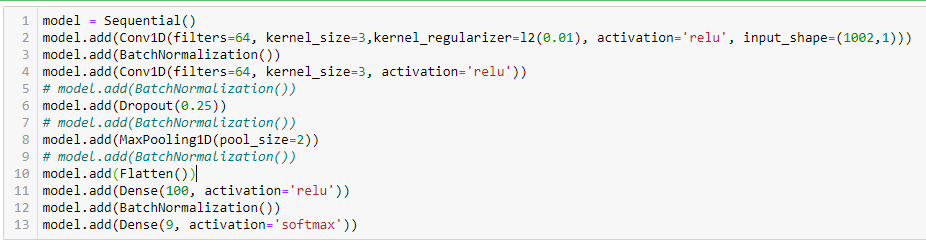 1 model = Sequential()
2 model.add(Conv1D(filters=64, kernel_size=3,kernel_regularizer=l2(0.01), activation='relu', input_shape=(1002,1)))
3 model.add(BatchNormalization())
4 model.add(Conv1D(filters=64, kernel_size=3, activation='relu'))
5 # model.add(BatchNormalization())
6 model.add(Dropout(0.25))
7 # model.add(BatchNormalization())
8 model.add(MaxPooling1D(pool_size=2))
9 # model.add(BatchNormalization())
10 model.add(Flatten())
11 model.add(Dense(100, activation='relu'))
12 model.add(BatchNormalization())
13 model.add(Dense(9, activation='softmax'))